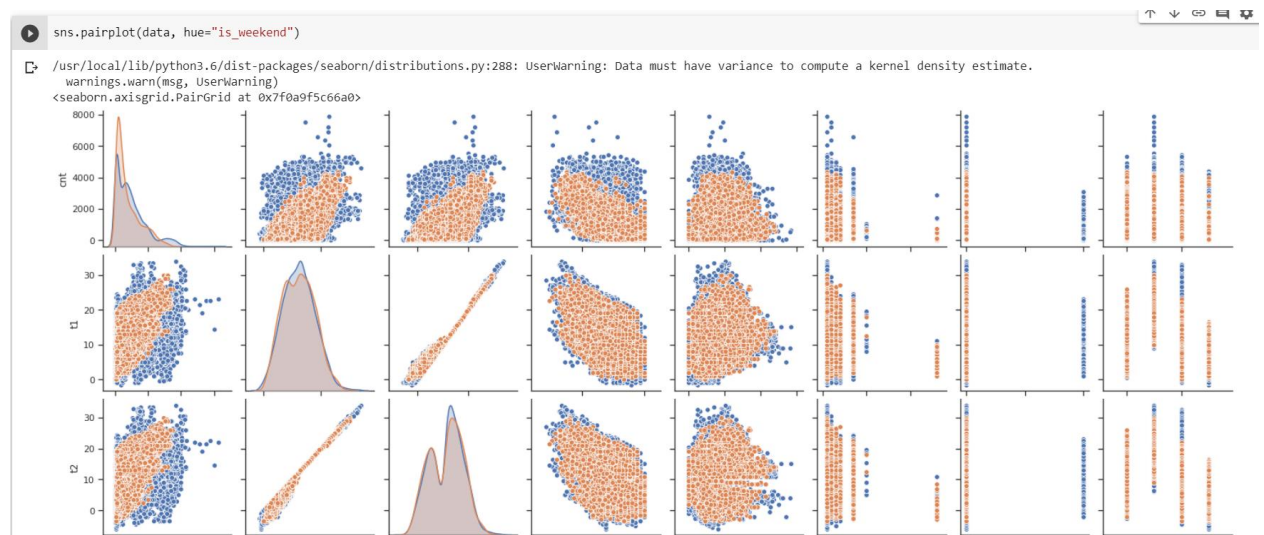 sns.pairplot(data, hue="is_weekend")
/usr/local/lib/python3.6/dist-packages/seaborn/distributions.py:288: UserWarning: Data must have variance to compute a kernel density estimate.
warnings.warn(msg, UserWarning)
<seaborn.axisgrid.PairGrid at 0x7f0a9f5c66a0>
8000
6000
4000
2000
0
cnt
30
20
10
0
t1
30
20
10
0
t2